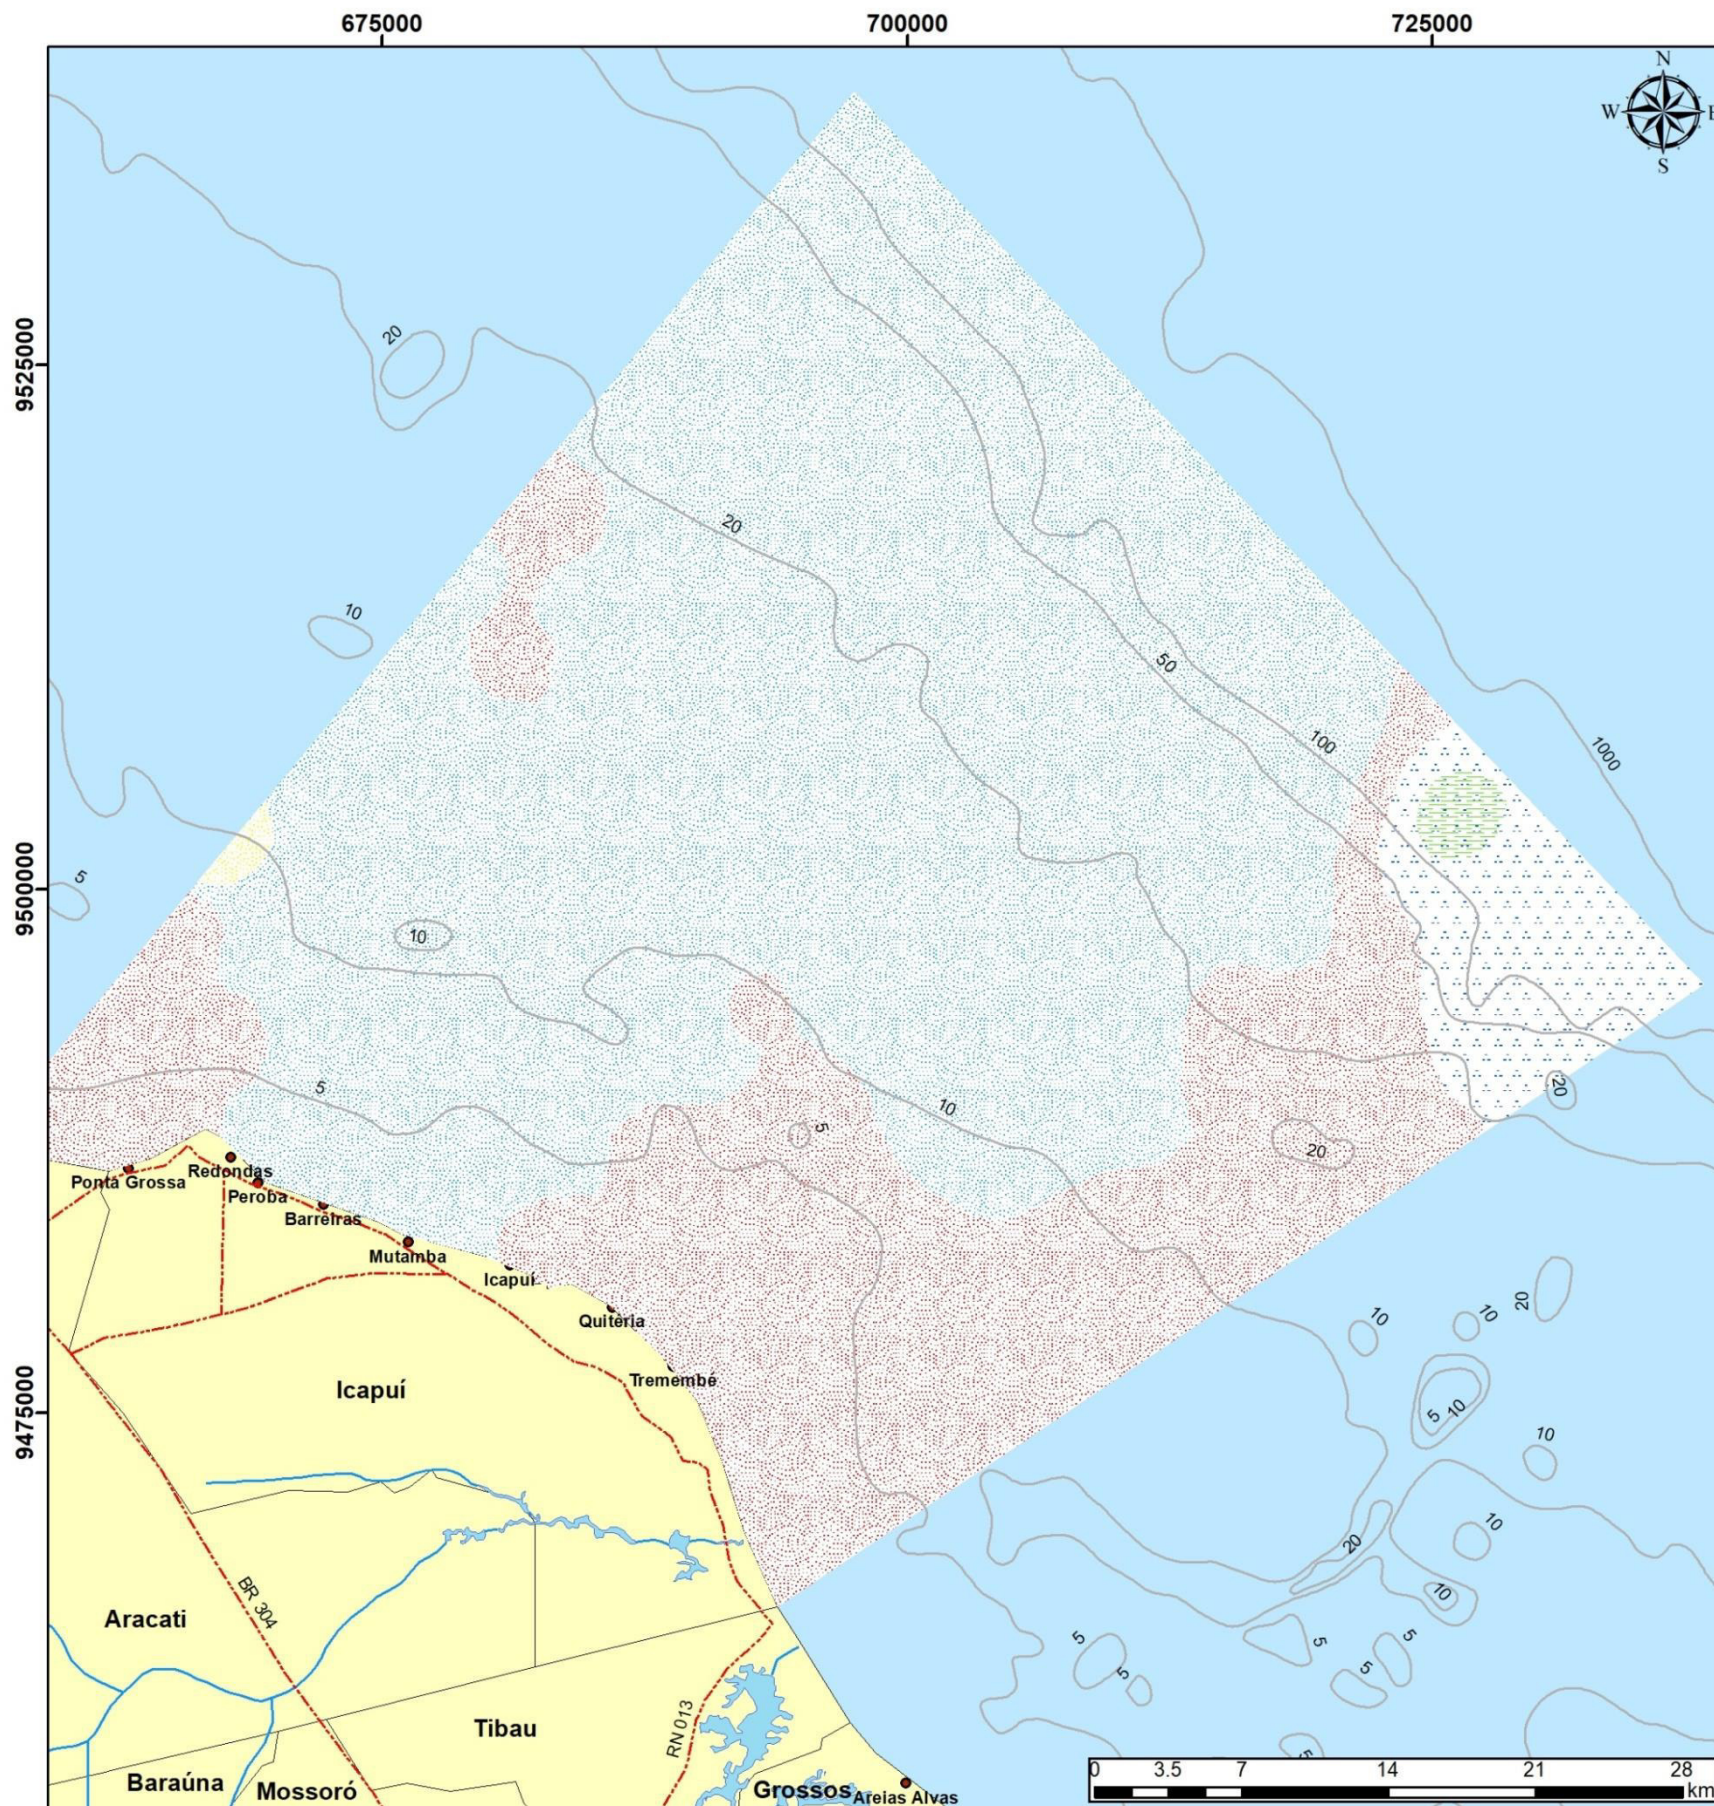 675000 700000 725000
N
W E
S
9525000
9500000
9475000
20
20
10
50
100
1000
5
10
5
10
5
20
20
Ponta Grossa
Redondas
Peroba
Barreiras
Mutamba
Icapuí
Quitéria
Tremembé
Icapuí
20
10
10
5
10
10
10
20
10
BR 304
Aracati
5
5
5
5
5
5
RN 013
Tibau
Baraúna
Mossoró
Grossos
Areias Alvas
0 3.5 7 14 21 28
km